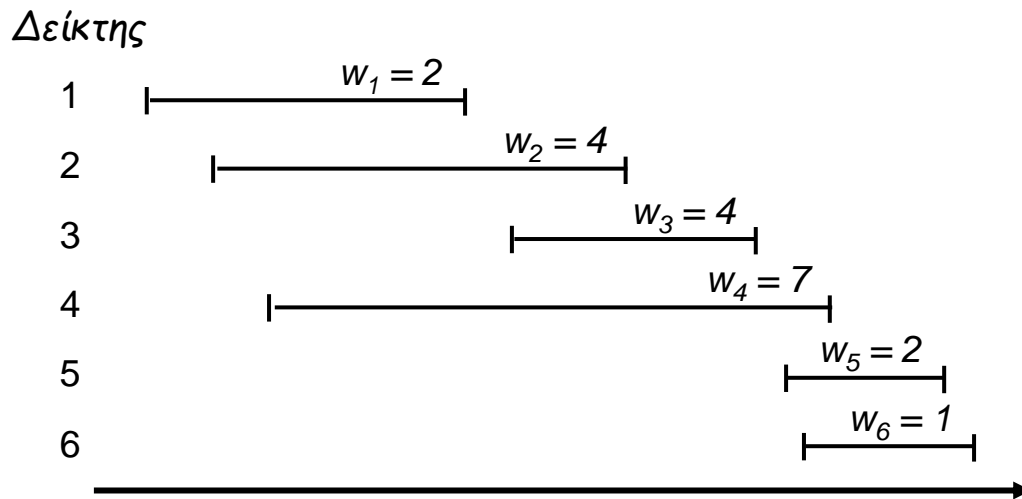 Δείκτης
1 w₁ = 2
2 w₂ = 4
3 w₃ = 4
4 w₄ = 7
5 w₅ = 2
6 w₆ = 1